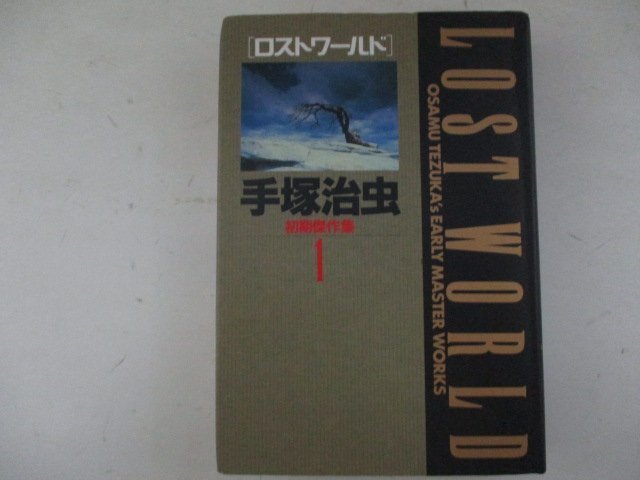 [ロストワールド]
手塚治虫
初期傑作集
1
LOST WORLD
OSAMU TEZUKA's EARLY MASTER WORKS